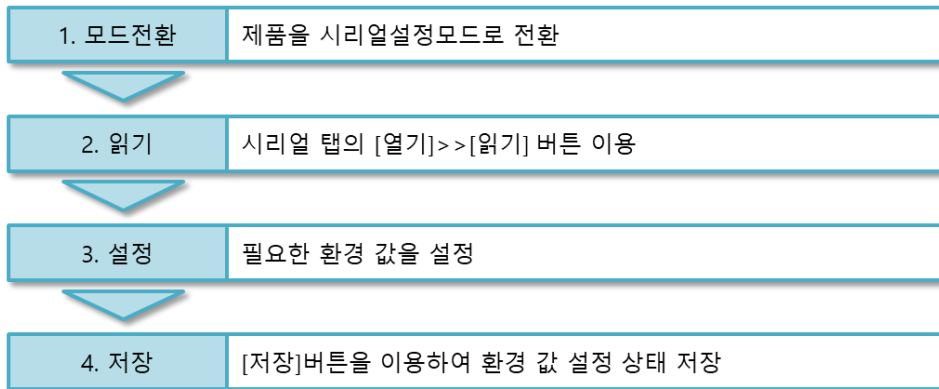 1. 모드전환 제품을 시리얼설정모드로 전환
2. 읽기 시리얼 탭의 [열기]>>[읽기] 버튼 이용
3. 설정 필요한 환경 값을 설정
4. 저장 [저장]버튼을 이용하여 환경 값 설정 상태 저장